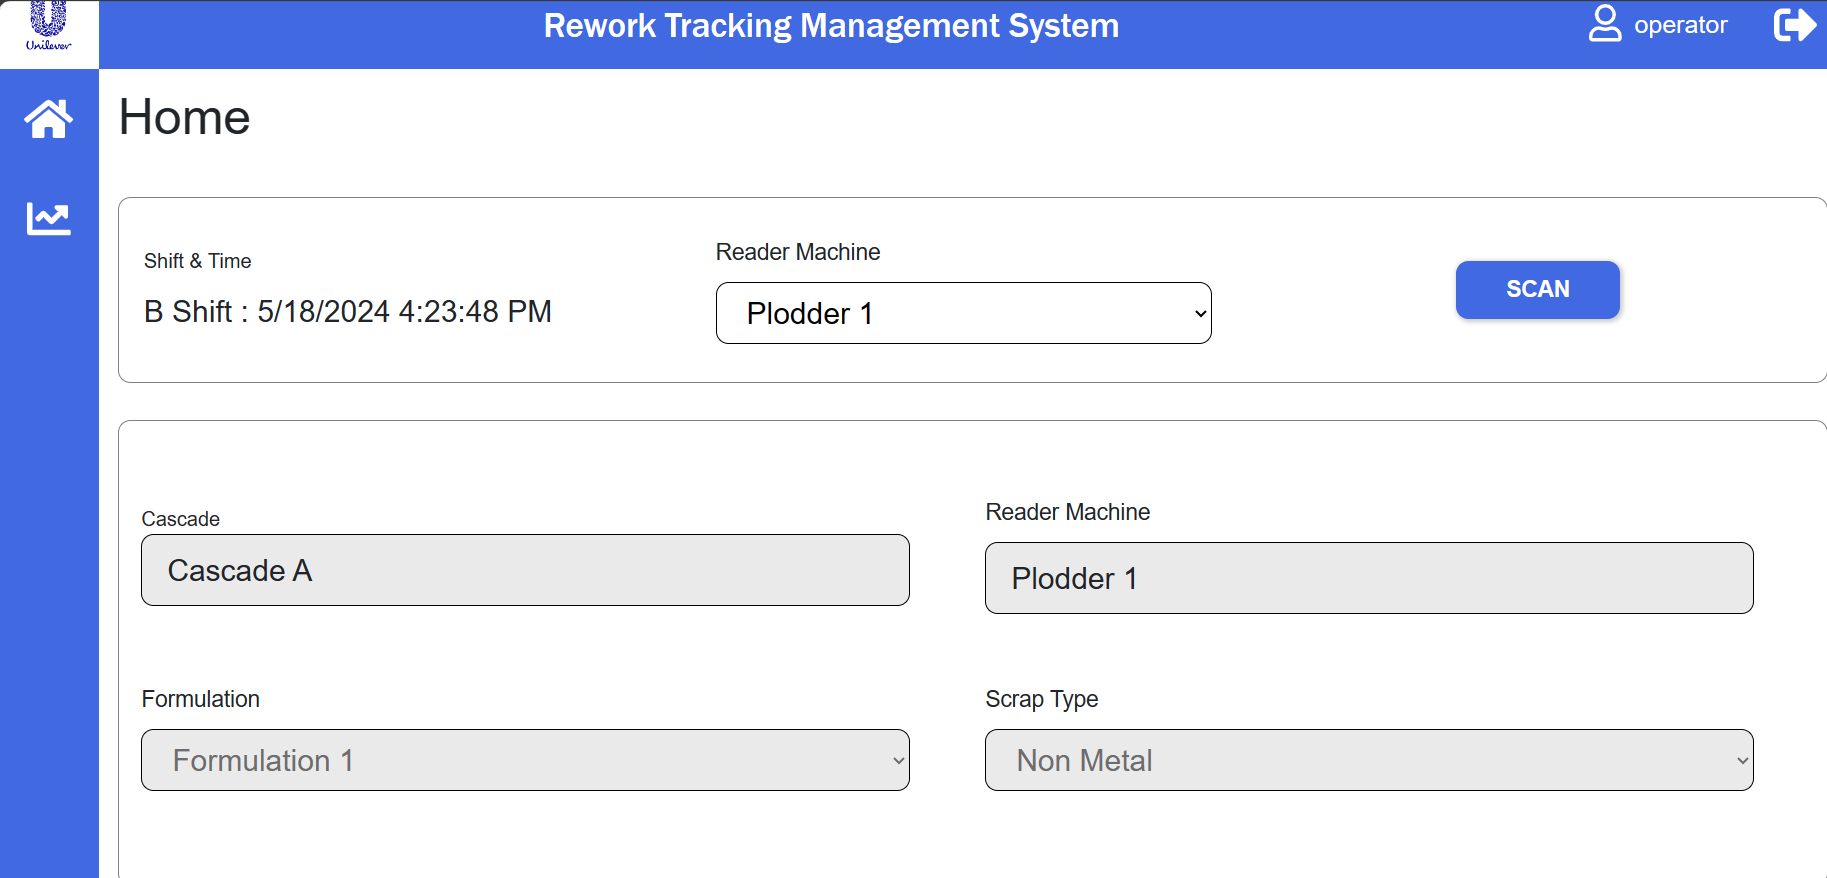 Unilever
Rework Tracking Management System
operator
Home
Shift & Time
B Shift : 5/18/2024 4:23:48 PM
Reader Machine
Plodder 1
SCAN
Cascade
Cascade A
Reader Machine
Plodder 1
Formulation
Formulation 1
Scrap Type
Non Metal